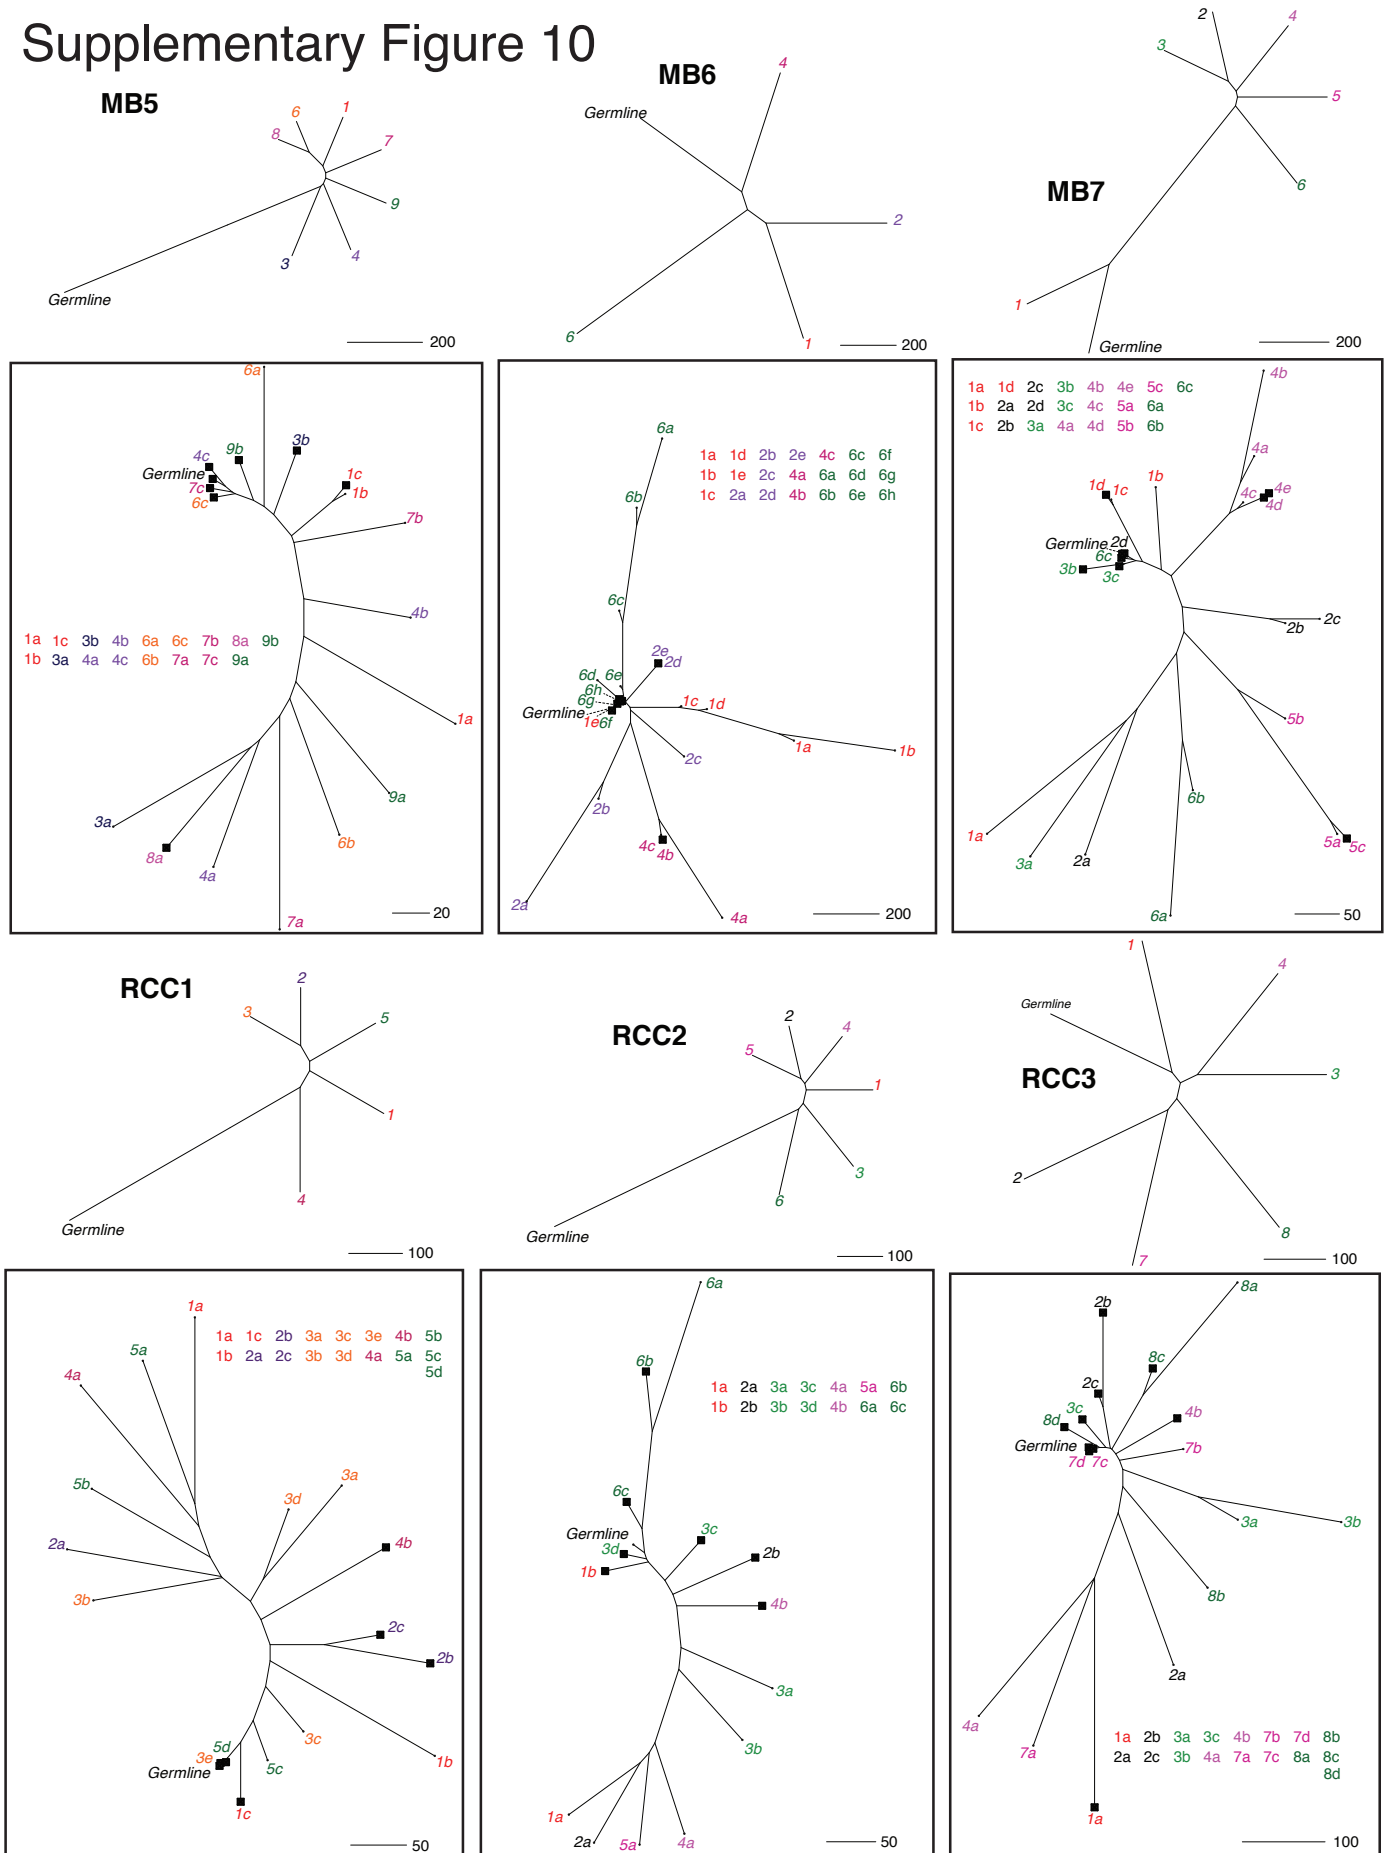 Supplementary Figure 10
MB5
6
1
8
7
9
4
3
Germline
200
MB6
4
Germline
2
6
1
200
MB7
2
4
3
5
6
1
Germline
200
6a
3b
9b
4c
Germline
7c
6c
1c
1b
7b
4b
1a 1c 3b 4b 6a 6c 7b 8a 9b
1b 3a 4a 4c 6b 7a 7c 9a
1a
9a
3a
6b
8a
4a
7a
20
6a
1a 1d 2b 2e 4c 6c 6f
1b 1e 2c 4a 6a 6d 6g
1c 2a 2d 4b 6b 6e 6h
6b
6c
2e
2d
6d
6e
6h
6g
Germline
1e
6f
1c
1d
1a
1b
2c
2b
4c
4b
2a
4a
200
1a 1d 2c 3b 4b 4e 5c 6c
1b 2a 2d 3c 4c 5a 6a
1c 2b 3a 4a 4d 5b 6b
4b
4a
1d
1c
1b
4c
4e
4d
Germline
2d
6c
3b
3c
2c
2b
5b
6b
1a
3a
2a
5a
5c
6a
50
RCC1
2
3
5
1
4
Germline
100
RCC2
2
4
5
1
3
6
Germline
100
RCC3
1
4
Germline
3
2
8
7
100
1a
1a 1c 2b 3a 3c 3e 4b 5b
1b 2a 2c 3b 3d 4a 5a 5c
5d
5a
4a
3a
5b
3d
2a
4b
3b
2c
2b
3c
5d
3e
Germline
5c
1b
1c
50
6a
6b
1a 2a 3a 3c 4a 5a 6b
1b 2b 3b 3d 4b 6a 6c
6c
Germline
3d
3c
2b
1b
4b
3a
3b
1a
2a
5a
4a
50
8a
2b
8c
2c
3c
4b
8d
Germline
7d
7c
7b
3a
3b
8b
2a
4a
7a
1a 2b 3a 3c 4b 7b 7d 8b
2a 2c 3b 4a 7a 7c 8a 8c
8d
1a
100